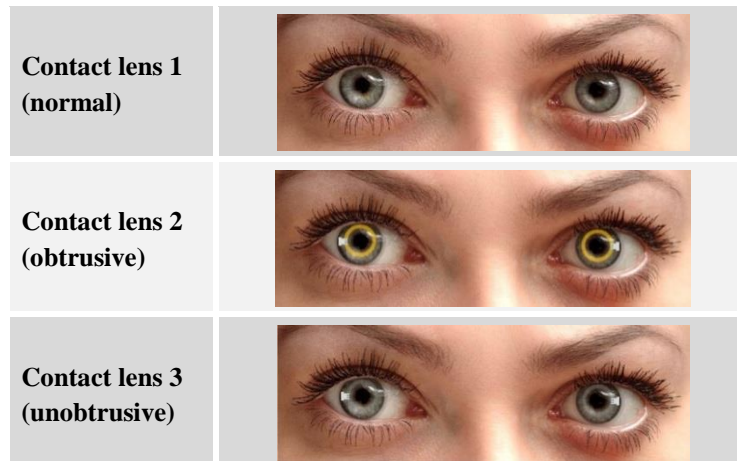 Contact lens 1
(normal)
Contact lens 2
(obtrusive)
Contact lens 3
(unobtrusive)